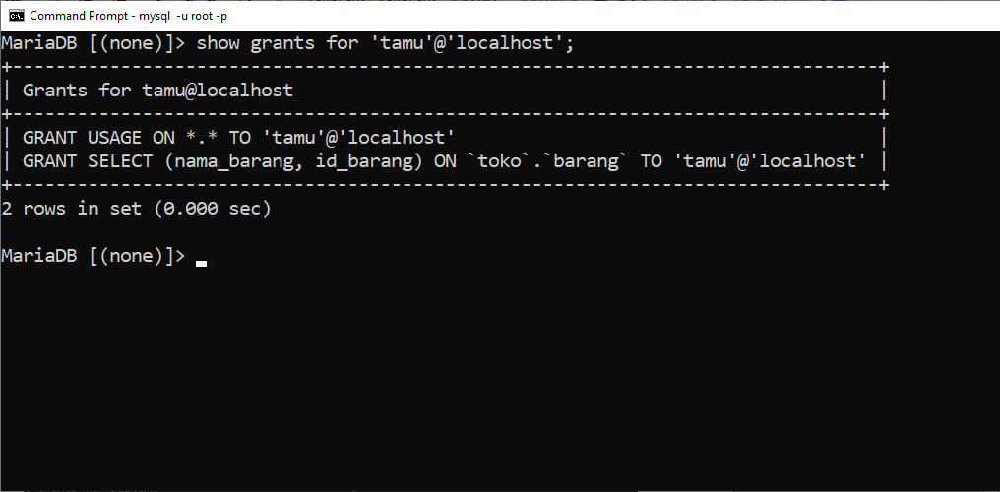 Command Prompt - mysql  -u root -p
MariaDB [(none)]> show grants for 'tamu'@'localhost';
+--------------------------------------------------------------------------------+
| Grants for tamu@localhost                                                      |
+--------------------------------------------------------------------------------+
| GRANT USAGE ON *.* TO 'tamu'@'localhost'                                       |
| GRANT SELECT (nama_barang, id_barang) ON `toko`.`barang` TO 'tamu'@'localhost' |
+--------------------------------------------------------------------------------+
2 rows in set (0.000 sec)
MariaDB [(none)]>